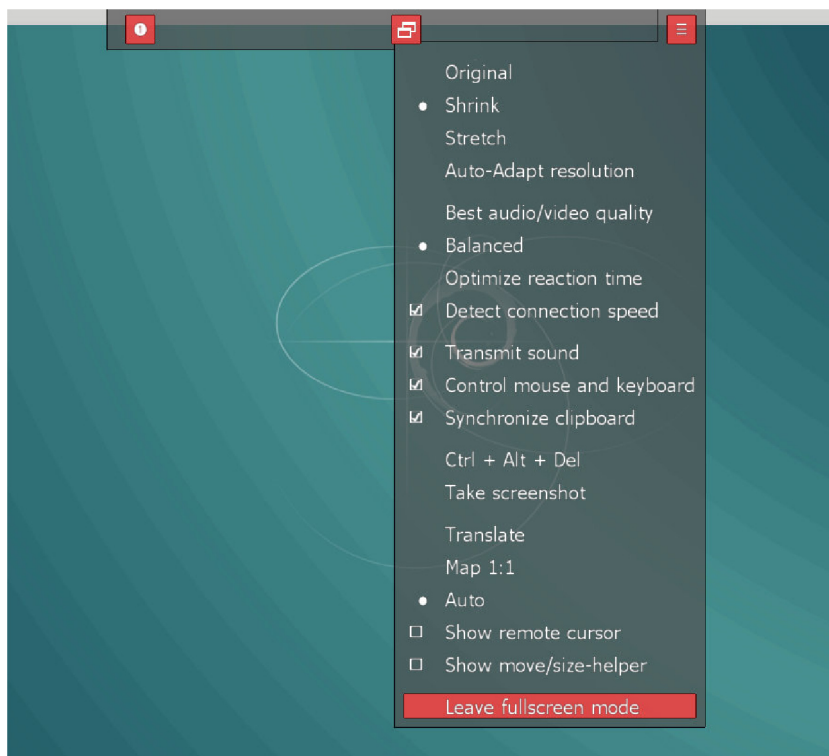 Original
Shrink
Stretch
Auto-Adapt resolution
Best audio/video quality
Balanced
Optimize reaction time
Detect connection speed
Transmit sound
Control mouse and keyboard
Synchronize clipboard
Ctrl + Alt + Del
Take screenshot
Translate
Map 1:1
Auto
Show remote cursor
Show move/size-helper
Leave fullscreen mode